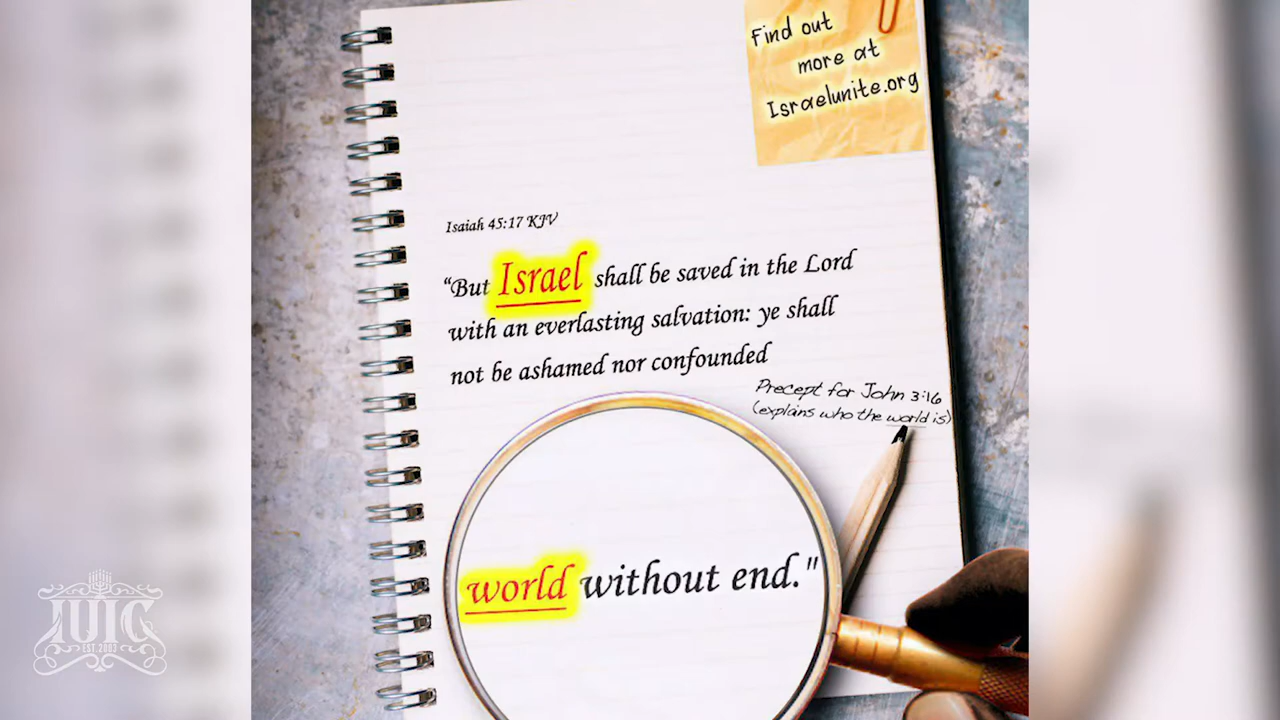 Find out
more at
Israelunite.org
Isaiah 45:17 KJV
“But Israel shall be saved in the Lord
with an everlasting salvation: ye shall
not be ashamed nor confounded
Precept for John 3:16
(explains who the world is)
world without end."
IUIC
EST. 2003